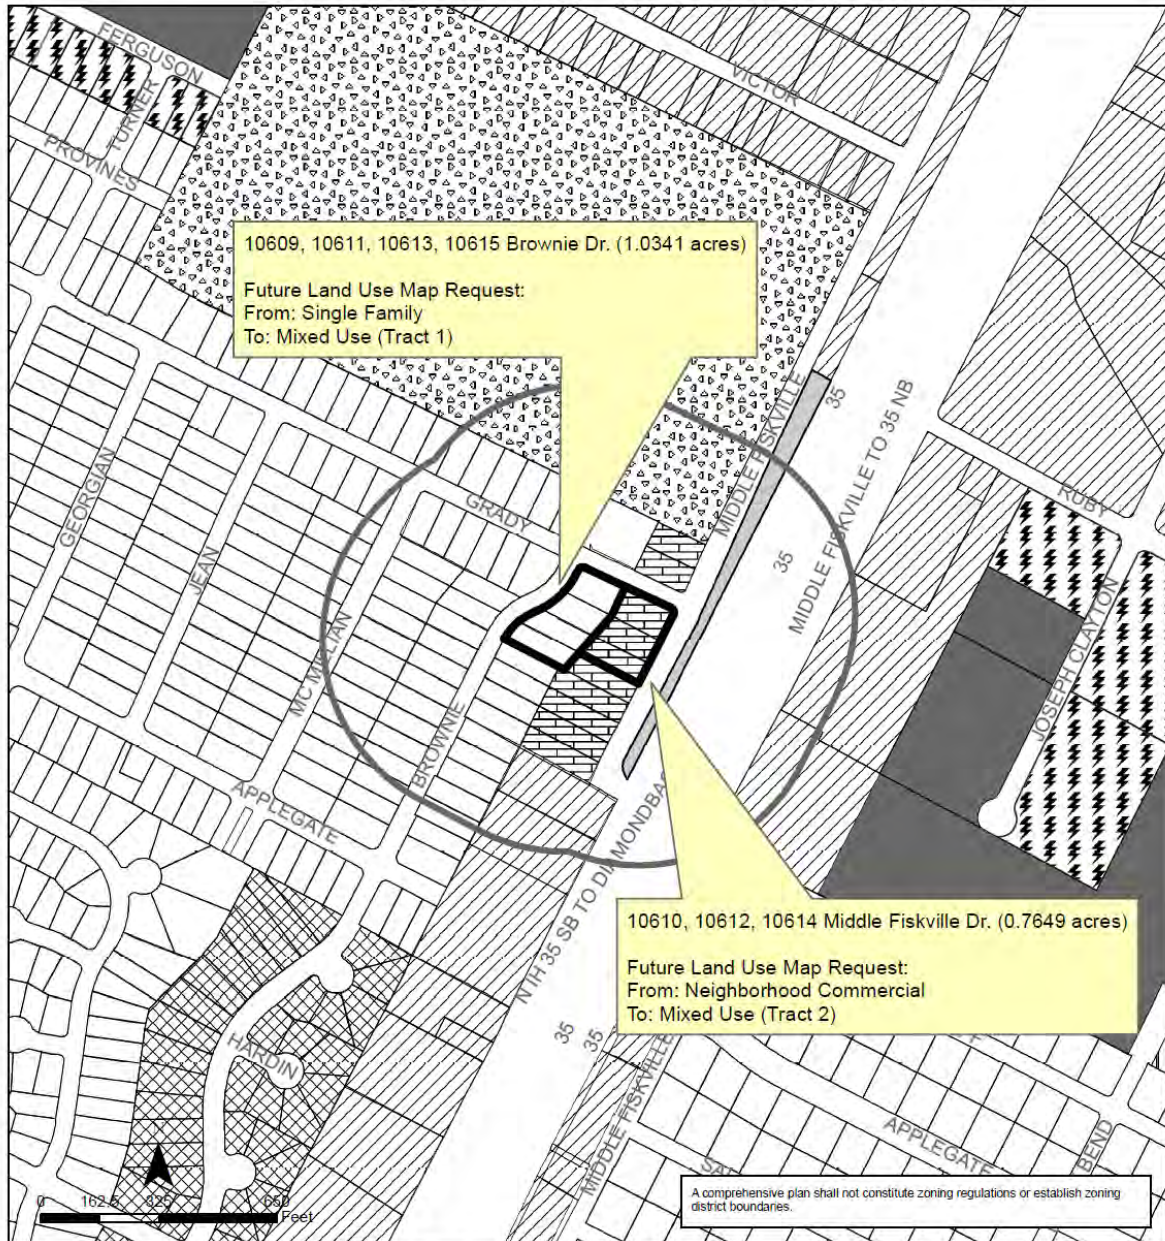 FERGUSON
TURNER
PROVINES
VICTOR
10609, 10611, 10613, 10615 Brownie Dr. (1.0341 acres)
Future Land Use Map Request:
From: Single Family
To: Mixed Use (Tract 1)
MIDDLE FISKVILLE
35
MIDDLE FISKVILLE TO 35 NB
35
GEORGIAN
JEAN
GRADY
RUBY
MC MILLIAN
BROWNIE
JOSEPH CLAYTON
APPLEGATE
N IH 35 SB TO DI
MONDBA
10610, 10612, 10614 Middle Fiskville Dr. (0.7649 acres)
Future Land Use Map Request:
From: Neighborhood Commercial
To: Mixed Use (Tract 2)
35
35
HARDIN
MIDDLE FISKVILLE
APPLEGATE
BEND
A comprehensive plan shall not constitute zoning regulations or establish zoning
district boundaries.
0 162.5 325 650
Feet